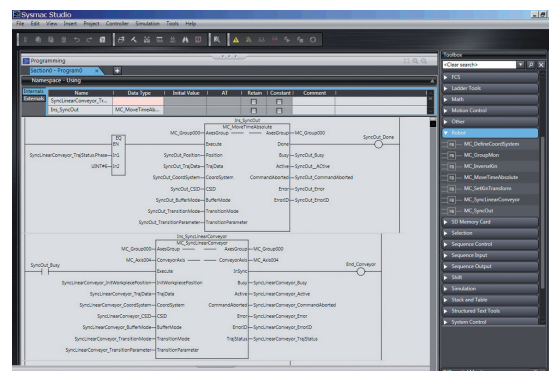 Sysmac Studio
File Edit View Insert Project Controller Simulation Tools Help
Programming
Section0 - Program0 x
Namespace - Using
Internals
Externals
Name Data Type Initial Value AT Retain Constant Comment
SyncLinearConveyor_Tr...
Ins_SyncOut MC_MoveTimeAb...
Ins_SyncOut
MC_MoveTimeAbsolute
MC_Group000 AxesGroup AxesGroup MC_Group000
SyncOut_Done
EQ
EN
Execute Done
SyncLinearConveyor_TrajStatus.Phase In1
SyncOut_Position Position Busy SyncOut_Busy
UINT#6 In2
SyncOut_TrajData TrajData Active SyncOut_Active
SyncOut_CoordSystem CoordSystem CommandAborted SyncOut_CommandAborted
SyncOut_CSID CSID Error SyncOut_Error
SyncOut_BufferMode BufferMode ErrorID SyncOut_ErrorID
SyncOut_TransitionMode TransitionMode
SyncOut_TransitionParameter TransitionParameter
Ins_SyncLinearConveyor
MC_SyncLinearConveyor
MC_Group000 AxesGroup AxesGroup MC_Group000
MC_Axis004 ConveyorAxis ConveyorAxis MC_Axis004
SyncOut_Busy
End_Conveyor
Execute InSync
SyncLinearConveyor_InitWorkpiecePosition InitWorkpiecePosition Busy SyncLinearConveyor_Busy
SyncLinearConveyor_TrajData TrajData Active SyncLinearConveyor_Active
SyncLinearConveyor_CoordSystem CoordSystem CommandAborted SyncLinearConveyor_CommandAborted
SyncLinearConveyor_CSID CSID Error SyncLinearConveyor_Error
SyncLinearConveyor_BufferMode BufferMode ErrorID SyncLinearConveyor_ErrorID
SyncLinearConveyor_TransitionMode TransitionMode TrajStatus SyncLinearConveyor_TrajStatus
SyncLinearConveyor_TransitionParameter TransitionParameter
Toolbox
<Clear search>
FCS
Ladder Tools
Math
Motion Control
Other
Robot
MC_DefineCoordSystem
MC_GroupMon
MC_InverseKin
MC_MoveTimeAbsolute
MC_SetKinTransform
MC_SyncLinearConveyor
MC_SyncOut
SD Memory Card
Selection
Sequence Control
Sequence Input
Sequence Output
Shift
Simulation
Stack and Table
Structured Text Tools
System Control